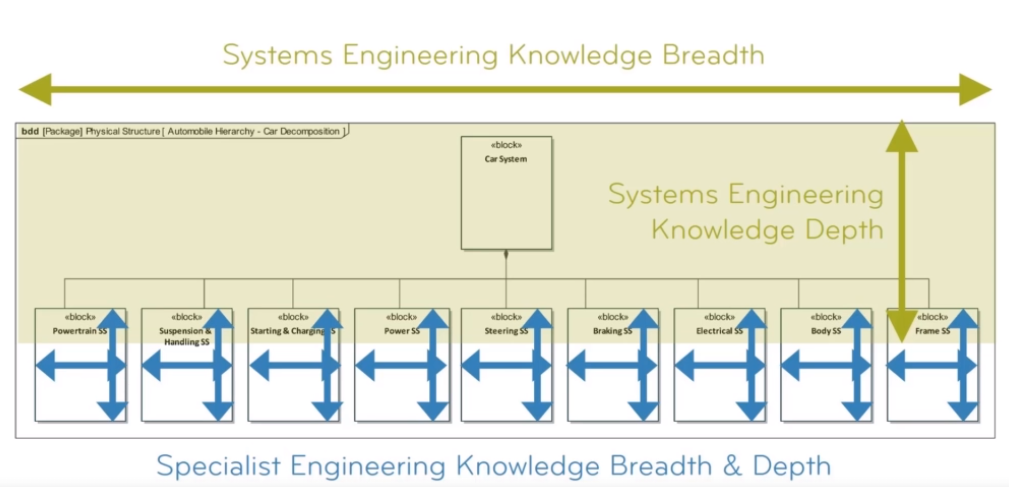 Systems Engineering Knowledge Breadth
bdd [Package] Physical Structure [ Automobile Hierarchy - Car Decomposition ]
«block»
Car System
Systems Engineering
Knowledge Depth
«block»
Powertrain SS
«block»
Suspension &
Handling SS
«block»
Starting & Charging SS
«block»
Power SS
«block»
Steering SS
«block»
Braking SS
«block»
Electrical SS
«block»
Body SS
«block»
Frame SS
Specialist Engineering Knowledge Breadth & Depth